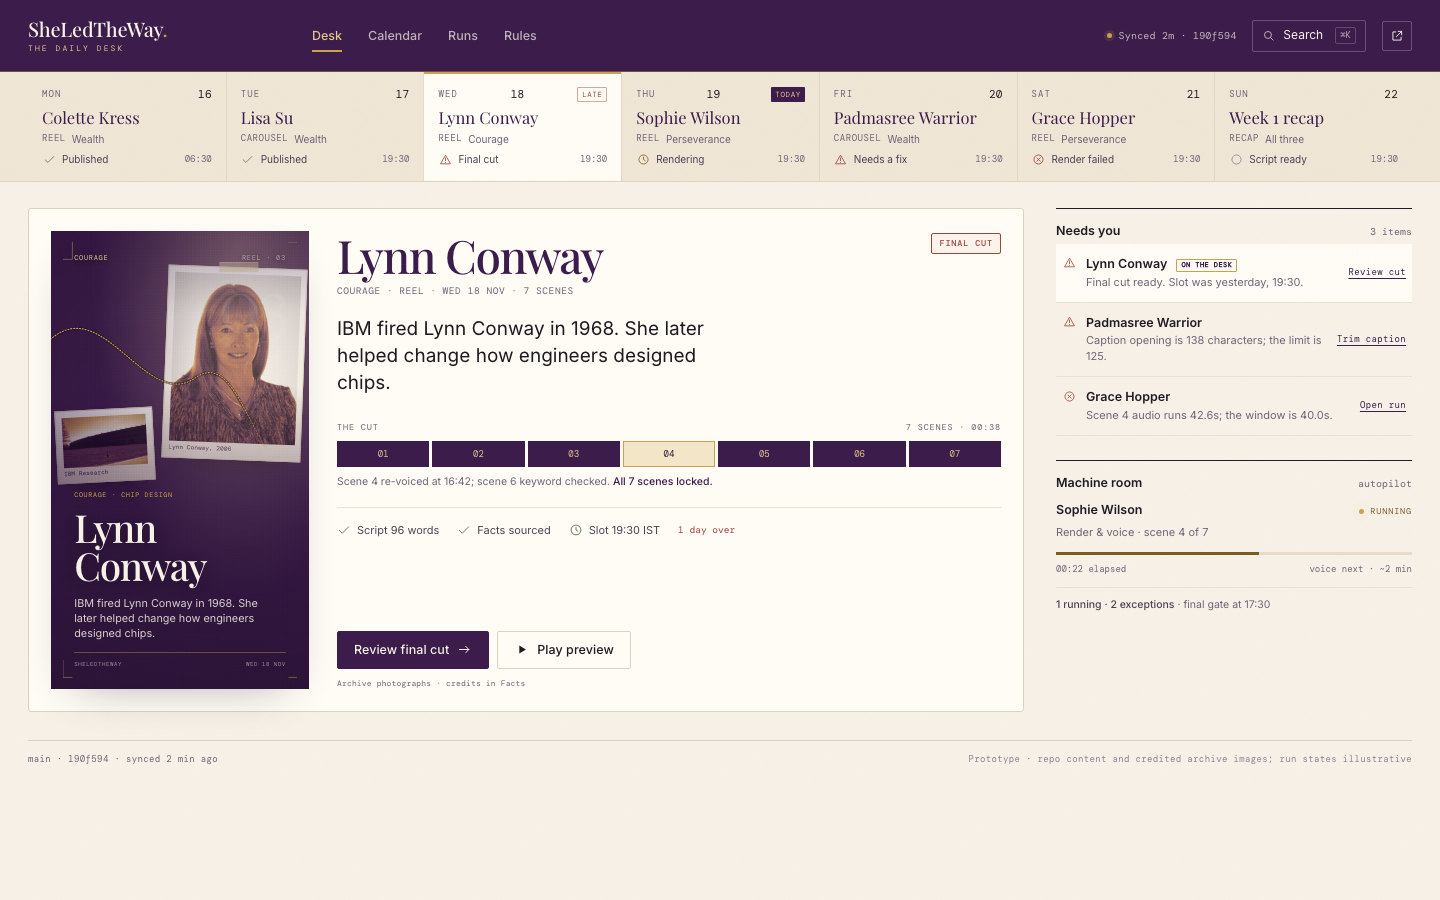 SheLedTheWay.
THE DAILY DESK
Desk
Calendar
Runs
Rules
Synced 2m · 190f594
Search
⌘K
MON 16
Colette Kress
REEL Wealth
Published 06:30
TUE 17
Lisa Su
CAROUSEL Wealth
Published 19:30
WED 18 LATE
Lynn Conway
REEL Courage
Final cut 19:30
THU 19 TODAY
Sophie Wilson
REEL Perseverance
Rendering 19:30
FRI 20
Padmasree Warrior
CAROUSEL Wealth
Needs a fix 19:30
SAT 21
Grace Hopper
REEL Perseverance
Render failed 19:30
SUN 22
Week 1 recap
RECAP All three
Script ready 19:30
COURAGE
REEL · 03
Lynn Conway, 2006
IBM Research
COURAGE · CHIP DESIGN
Lynn
Conway
IBM fired Lynn Conway in 1968. She
later helped change how engineers
designed chips.
SHELEDTHEWAY
WED 18 NOV
Lynn Conway
FINAL CUT
COURAGE · REEL · WED 18 NOV · 7 SCENES
IBM fired Lynn Conway in 1968. She later
helped change how engineers designed
chips.
THE CUT
7 SCENES · 00:38
01 02 03 04 05 06 07
Scene 4 re-voiced at 16:42; scene 6 keyword checked. All 7 scenes locked.
Script 96 words
Facts sourced
Slot 19:30 IST
1 day over
Review final cut →
Play preview
Archive photographs · credits in Facts
Needs you
3 items
Lynn Conway ON THE DESK
Final cut ready. Slot was yesterday, 19:30.
Review cut
Padmasree Warrior
Caption opening is 138 characters; the limit is
125.
Trim caption
Grace Hopper
Scene 4 audio runs 42.6s; the window is 40.0s.
Open run
Machine room
autopilot
Sophie Wilson
RUNNING
Render & voice · scene 4 of 7
00:22 elapsed
voice next · ~2 min
1 running · 2 exceptions · final gate at 17:30
main · 190f594 · synced 2 min ago
Prototype · repo content and credited archive images; run states illustrative